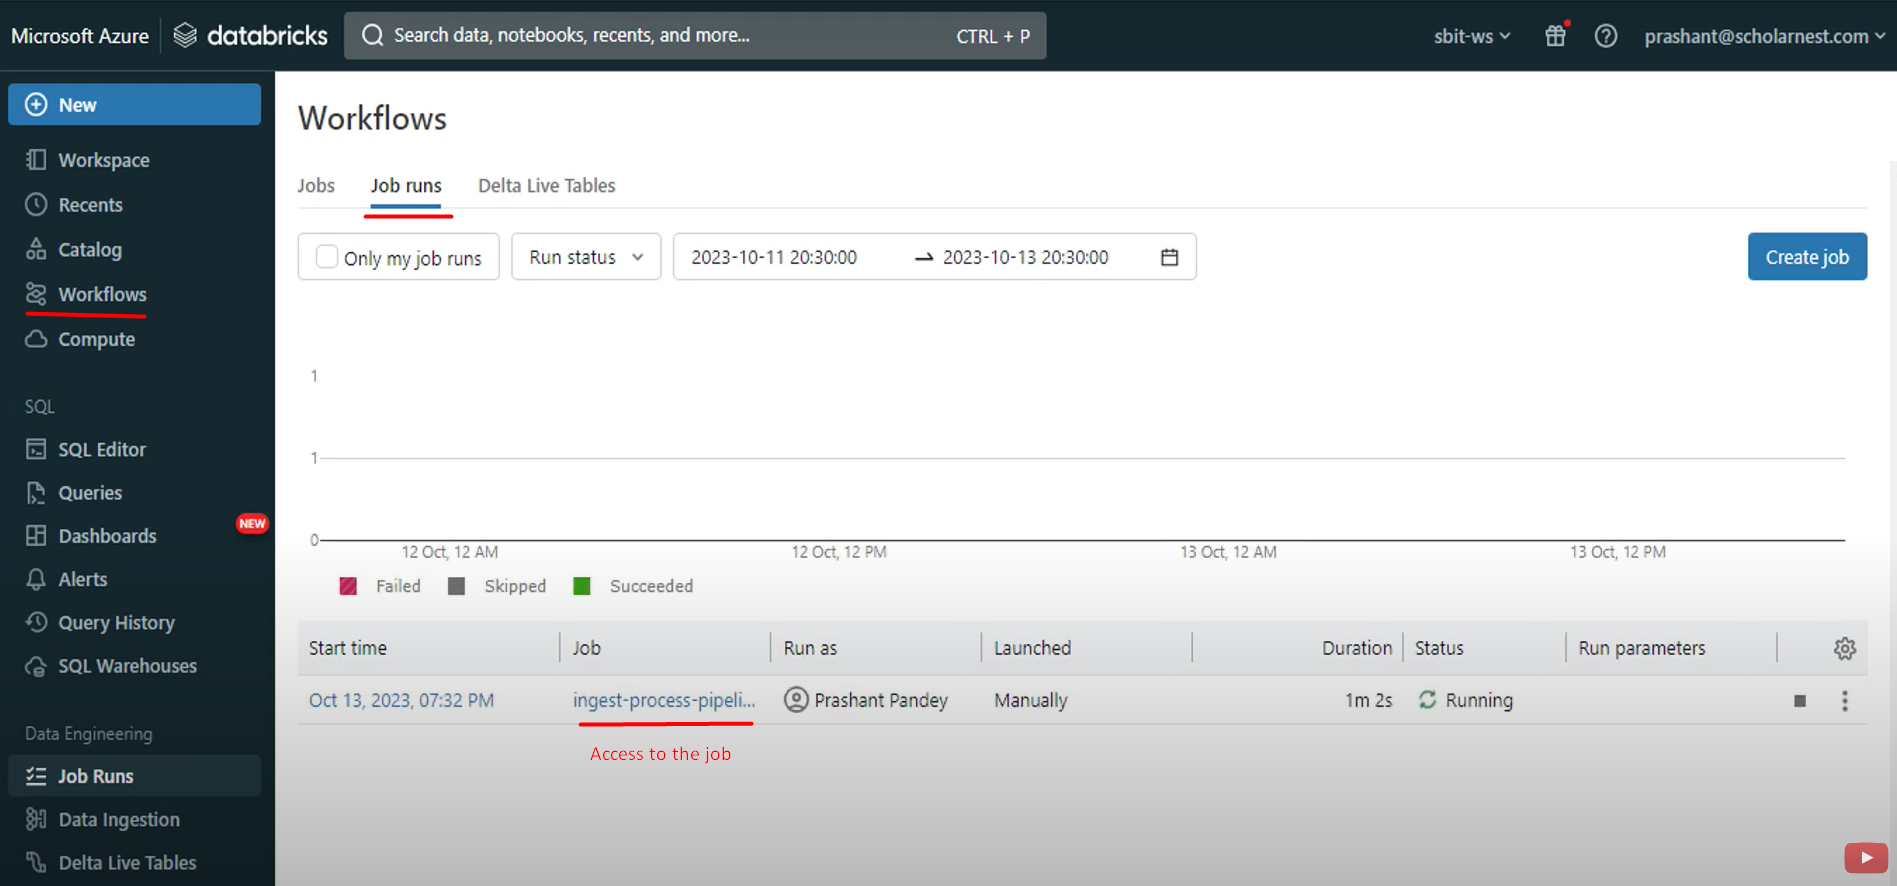 Microsoft Azure databricks Search data, notebooks, recents, and more... CTRL + P sbit-ws prashant@scholarnest.com
New
Workspace
Recents
Catalog
Workflows
Compute
SQL
SQL Editor
Queries
Dashboards NEW
Alerts
Query History
SQL Warehouses
Data Engineering
Job Runs
Data Ingestion
Delta Live Tables
Workflows
Jobs Job runs Delta Live Tables
Only my job runs Run status 2023-10-11 20:30:00 → 2023-10-13 20:30:00 Create job
1
1
0
12 Oct, 12 AM 12 Oct, 12 PM 13 Oct, 12 AM 13 Oct, 12 PM
Failed Skipped Succeeded
Start time Job Run as Launched Duration Status Run parameters
Oct 13, 2023, 07:32 PM ingest-process-pipeli... Prashant Pandey Manually 1m 2s Running
Access to the job